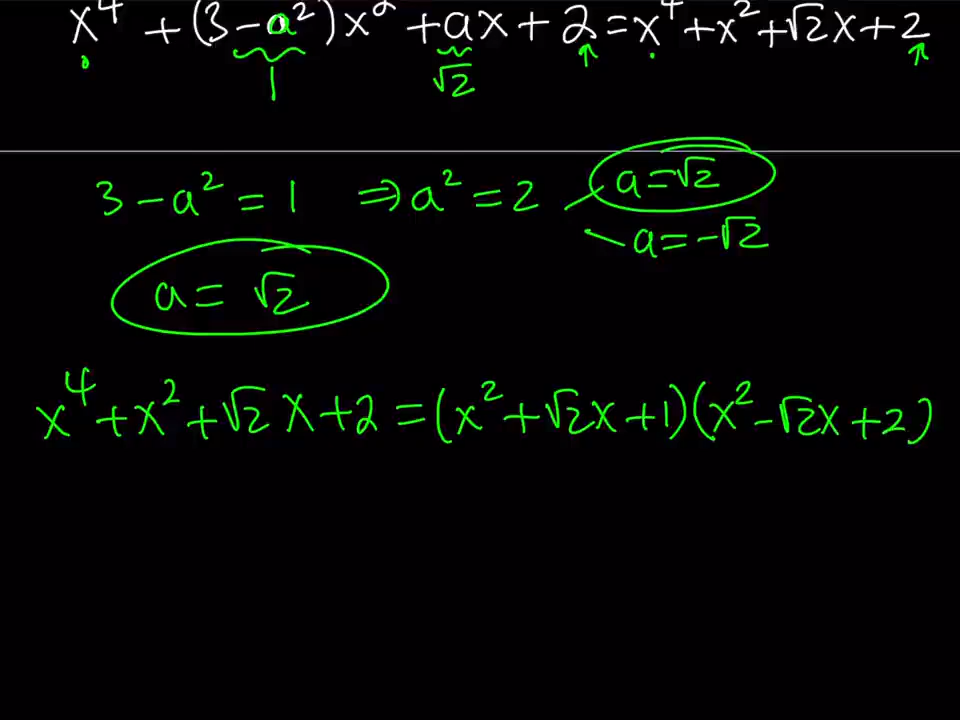 x⁴ + (3 − a²)x² + ax + 2 = x⁴ + x² + √2x + 2
1 √2
3 − a² = 1 ⇒ a² = 2 a = √2
a = −√2
a = √2
x⁴ + x² + √2 x + 2 = (x² + √2x + 1)(x² − √2x + 2)